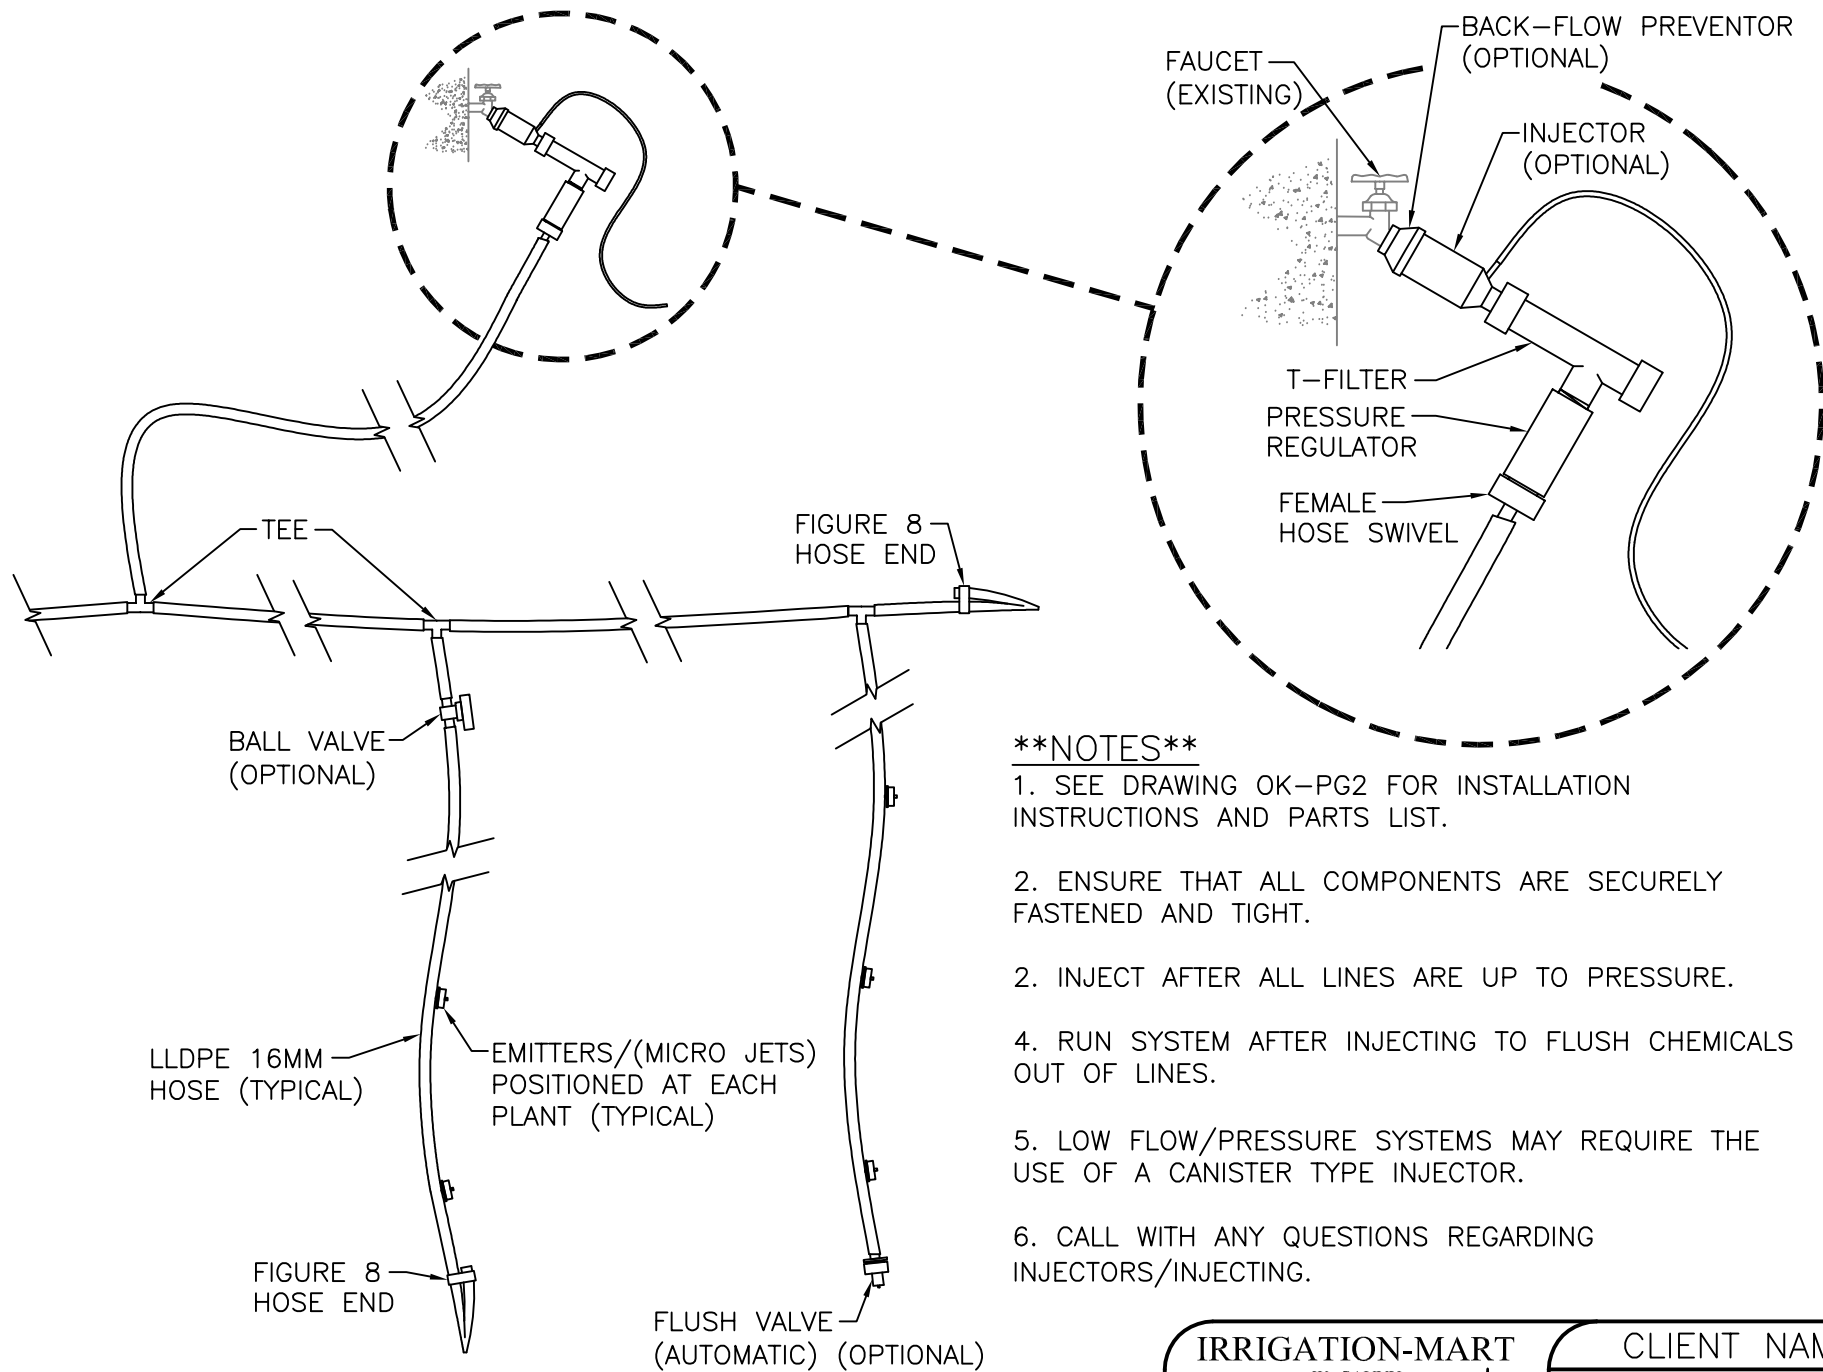 BACK-FLOW PREVENTOR
(OPTIONAL)
FAUCET
(EXISTING)
INJECTOR
(OPTIONAL)
T-FILTER
PRESSURE
REGULATOR
FEMALE
HOSE SWIVEL
TEE
FIGURE 8
HOSE END
BALL VALVE
(OPTIONAL)
LLDPE 16MM
HOSE (TYPICAL)
EMITTERS/(MICRO JETS)
POSITIONED AT EACH
PLANT (TYPICAL)
FIGURE 8
HOSE END
FLUSH VALVE
(AUTOMATIC) (OPTIONAL)
**NOTES**
1. SEE DRAWING OK-PG2 FOR INSTALLATION
INSTRUCTIONS AND PARTS LIST.
2. ENSURE THAT ALL COMPONENTS ARE SECURELY
FASTENED AND TIGHT.
2. INJECT AFTER ALL LINES ARE UP TO PRESSURE.
4. RUN SYSTEM AFTER INJECTING TO FLUSH CHEMICALS
OUT OF LINES.
5. LOW FLOW/PRESSURE SYSTEMS MAY REQUIRE THE
USE OF A CANISTER TYPE INJECTOR.
6. CALL WITH ANY QUESTIONS REGARDING
INJECTORS/INJECTING.
IRRIGATION-MART
CLIENT